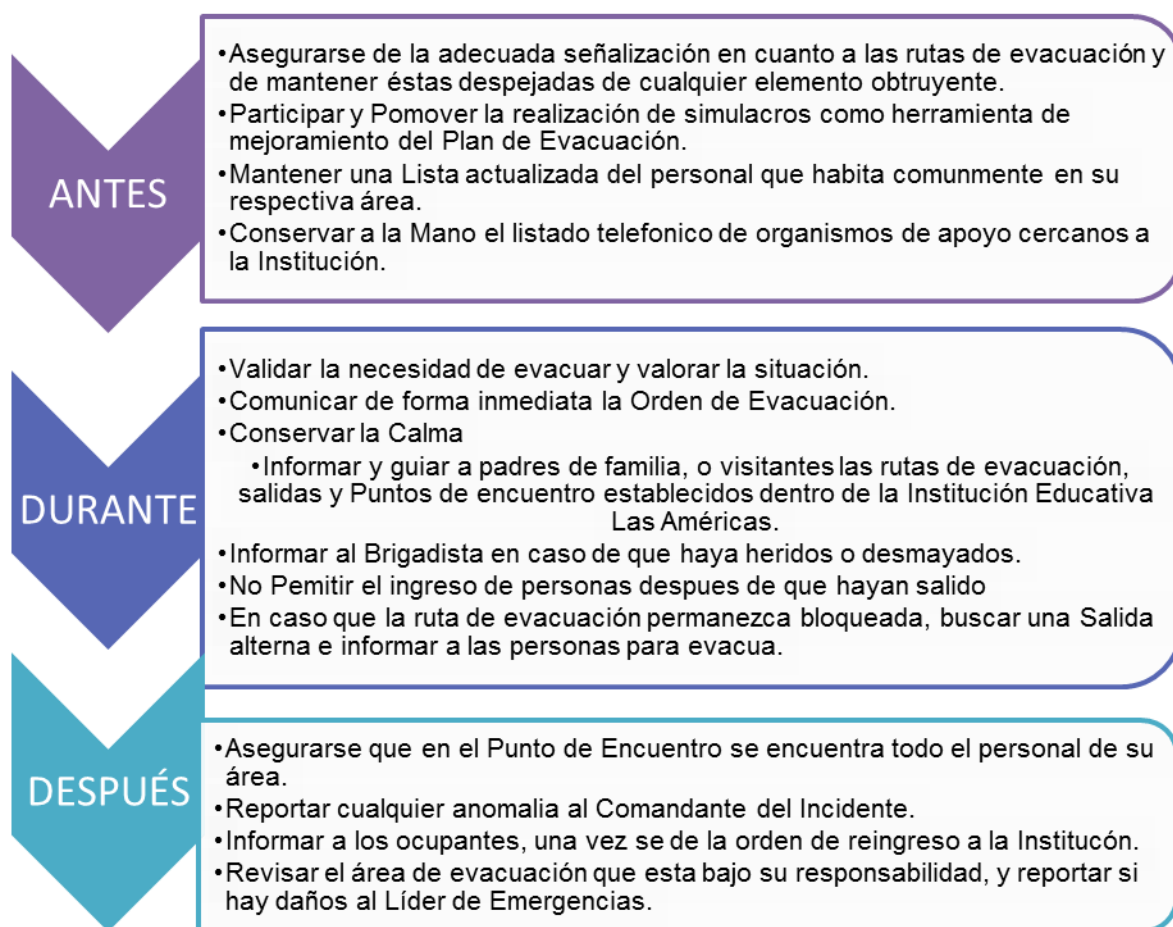 ANTES
•Asegurarse de la adecuada señalización en cuanto a las rutas de evacuación y
de mantener éstas despejadas de cualquier elemento obtruyente.
•Participar y Pomover la realización de simulacros como herramienta de
mejoramiento del Plan de Evacuación.
•Mantener una Lista actualizada del personal que habita comunmente en su
respectiva área.
•Conservar a la Mano el listado telefonico de organismos de apoyo cercanos a
la Institución.
DURANTE
•Validar la necesidad de evacuar y valorar la situación.
•Comunicar de forma inmediata la Orden de Evacuación.
•Conservar la Calma
•Informar y guiar a padres de familia, o visitantes las rutas de evacuación,
salidas y Puntos de encuentro establecidos dentro de la Institución Educativa
Las Américas.
•Informar al Brigadista en caso de que haya heridos o desmayados.
•No Pemitir el ingreso de personas despues de que hayan salido
•En caso que la ruta de evacuación permanezca bloqueada, buscar una Salida
alterna e informar a las personas para evacua.
DESPUÉS
•Asegurarse que en el Punto de Encuentro se encuentra todo el personal de su
área.
•Reportar cualquier anomalia al Comandante del Incidente.
•Informar a los ocupantes, una vez se de la orden de reingreso a la Institucón.
•Revisar el área de evacuación que esta bajo su responsabilidad, y reportar si
hay daños al Líder de Emergencias.